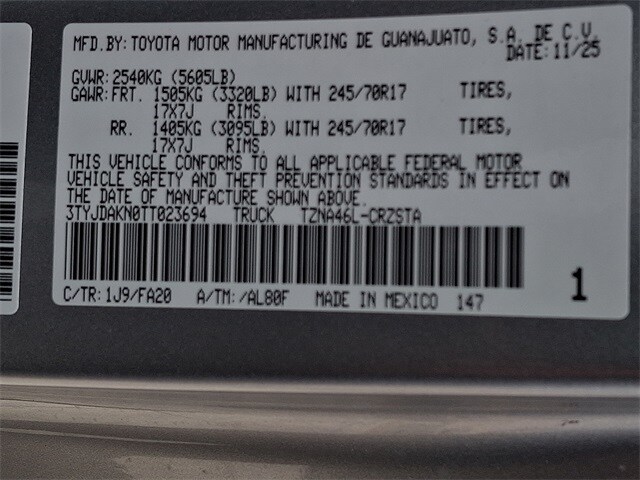 MFD.BY: TOYOTA MOTOR MANUFACTURING DE GUANAJUATO, S.A. DE C.V.
DATE: 11/25
GVWR: 2540KG (5605LB)
GAWR: FRT. 1505KG (3320LB) WITH 245/70R17 TIRES,
17X7J RIMS.
RR. 1405KG (3095LB) WITH 245/70R17 TIRES,
17X7J RIMS.
THIS VEHICLE CONFORMS TO ALL APPLICABLE FEDERAL MOTOR
VEHICLE SAFETY AND THEFT PREVENTION STANDARDS IN EFFECT ON
THE DATE OF MANUFACTURE SHOWN ABOVE.
3TYJDAKN0TT023694 TRUCK TZNA46L-CRZSTA
C/TR: 1J9/FA20 A/TM: /AL80F MADE IN MEXICO 147
1